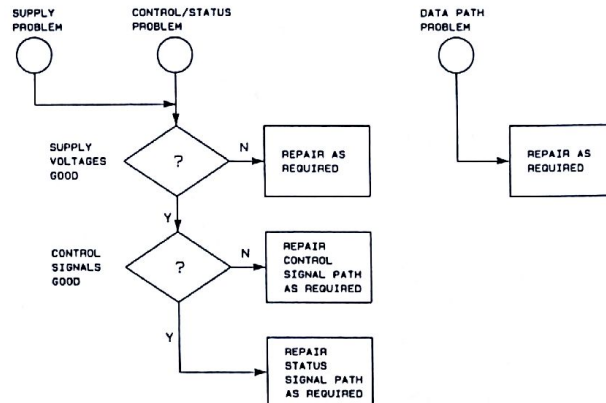 SUPPLY
PROBLEM
CONTROL/STATUS
PROBLEM
DATA PATH
PROBLEM
SUPPLY
VOLTAGES
GOOD
?
N
REPAIR AS
REQUIRED
REPAIR AS
REQUIRED
Y
CONTROL
SIGNALS
GOOD
?
N
REPAIR
CONTROL
SIGNAL PATH
AS REQUIRED
Y
REPAIR
STATUS
SIGNAL PATH
AS REQUIRED